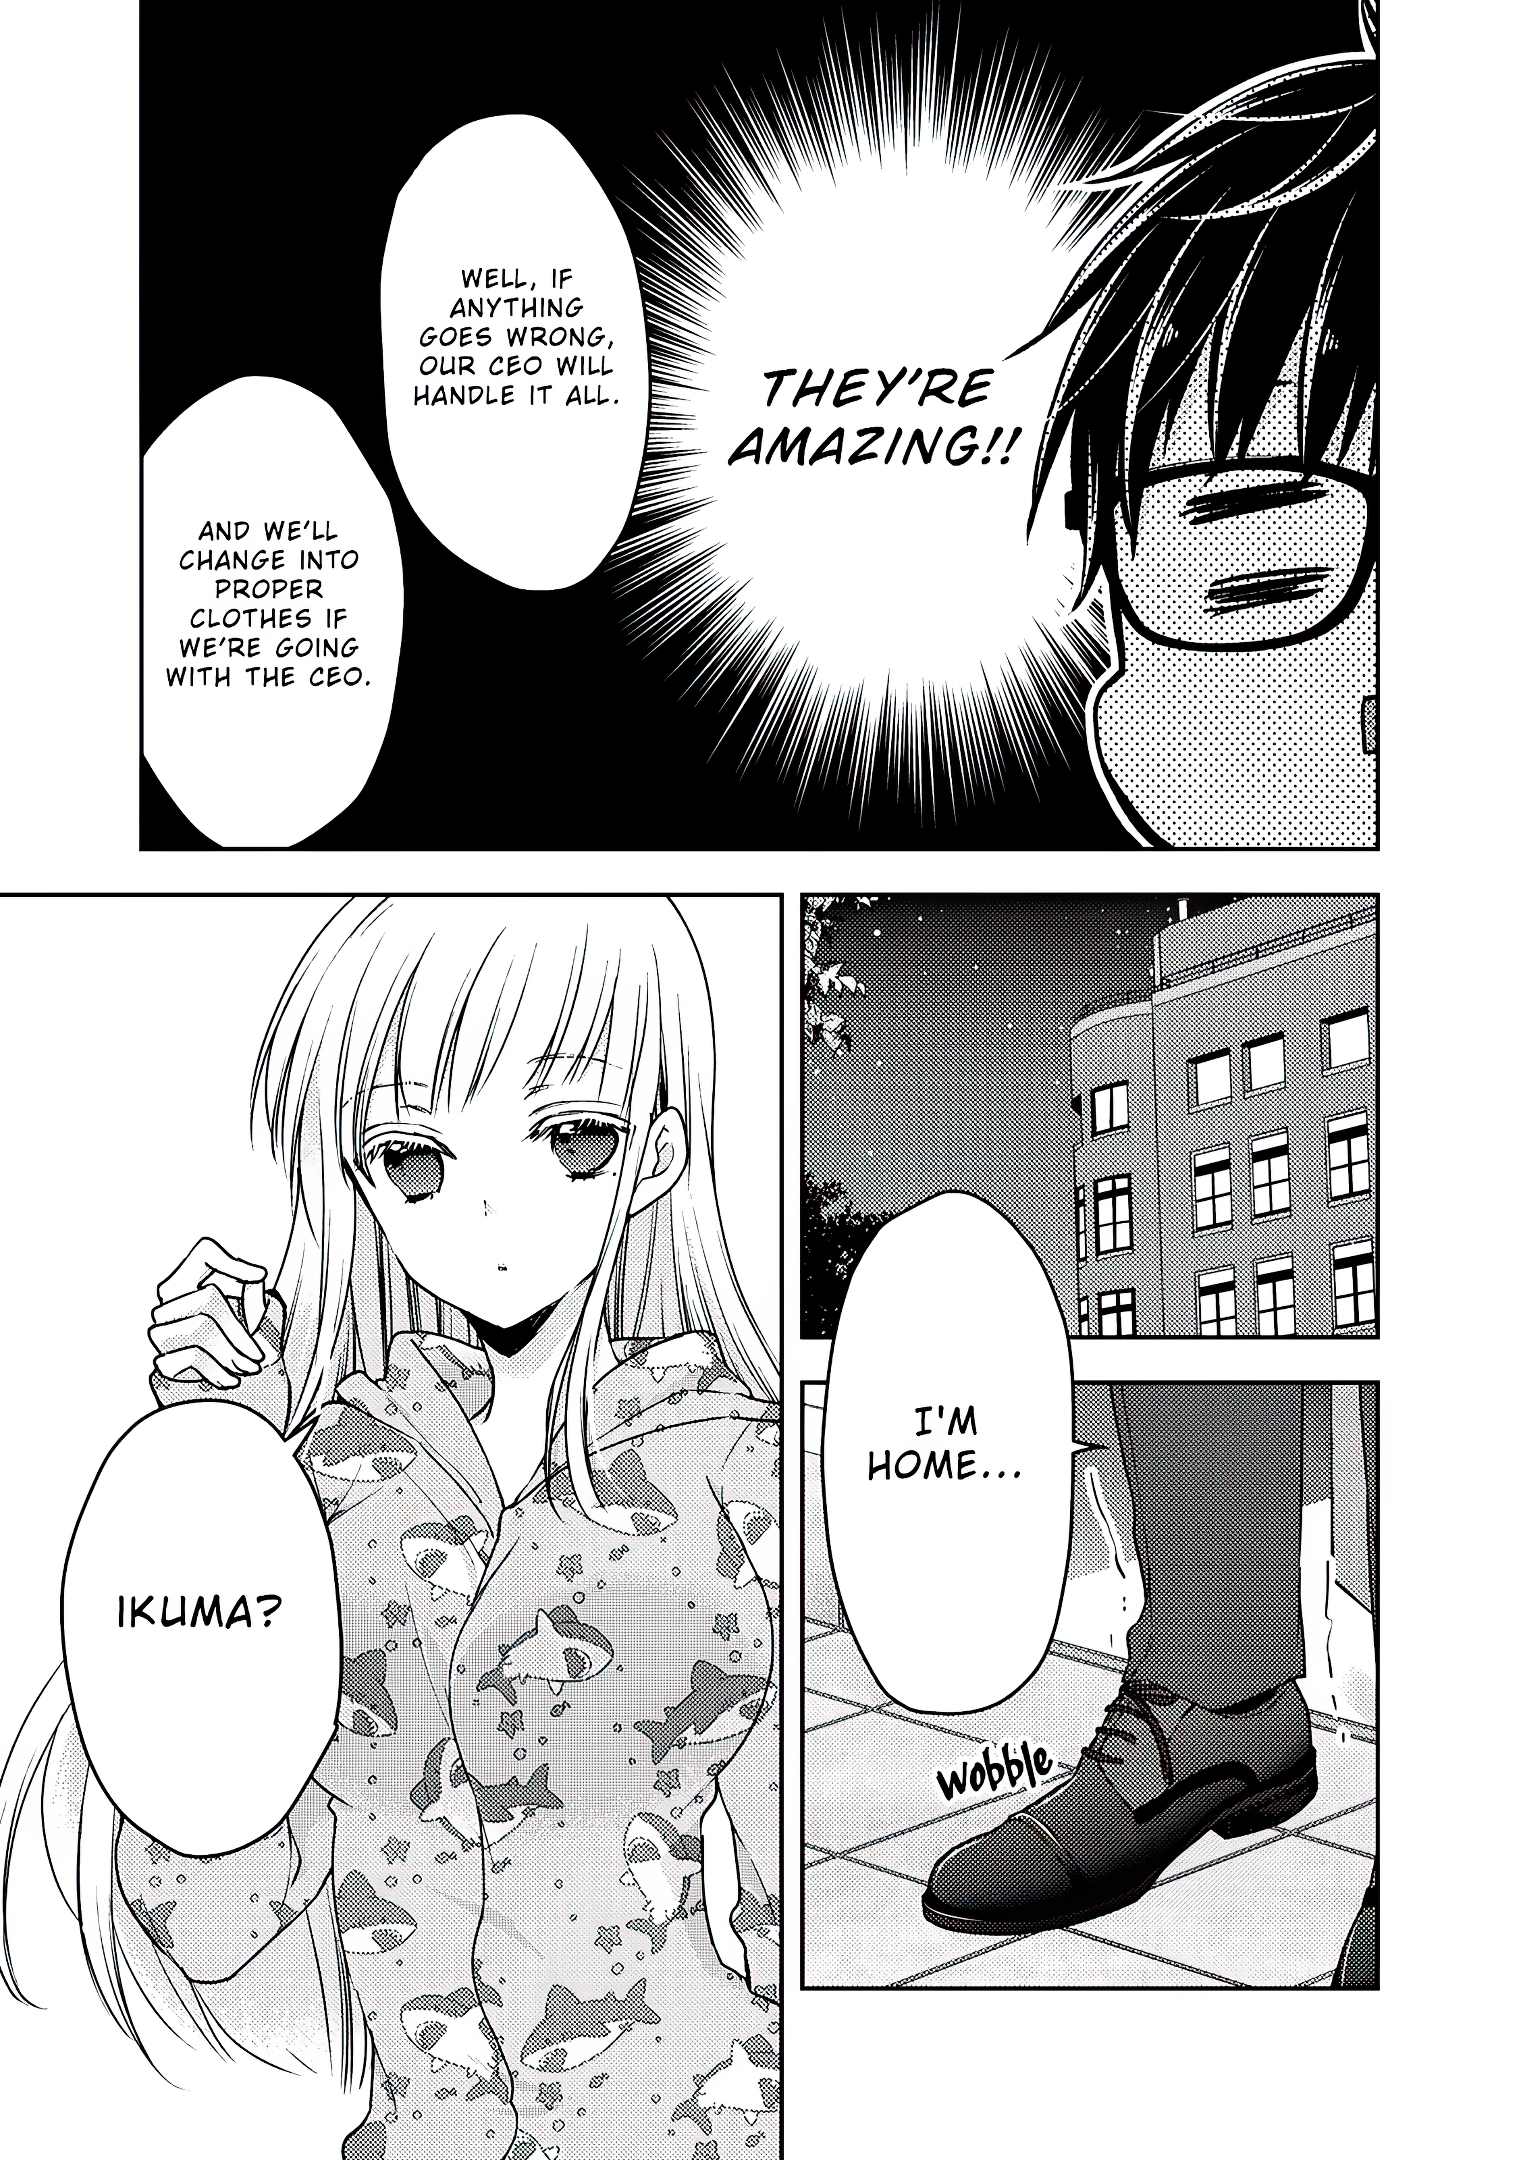 THEY'RE
AMAZING!!
WELL, IF
ANYTHING
GOES WRONG,
OUR CEO WILL
HANDLE IT ALL.
AND WE'LL
CHANGE INTO
PROPER
CLOTHES IF
WE'RE GOING
WITH THE CEO.
I'M
HOME...
wobble
IKUMA?